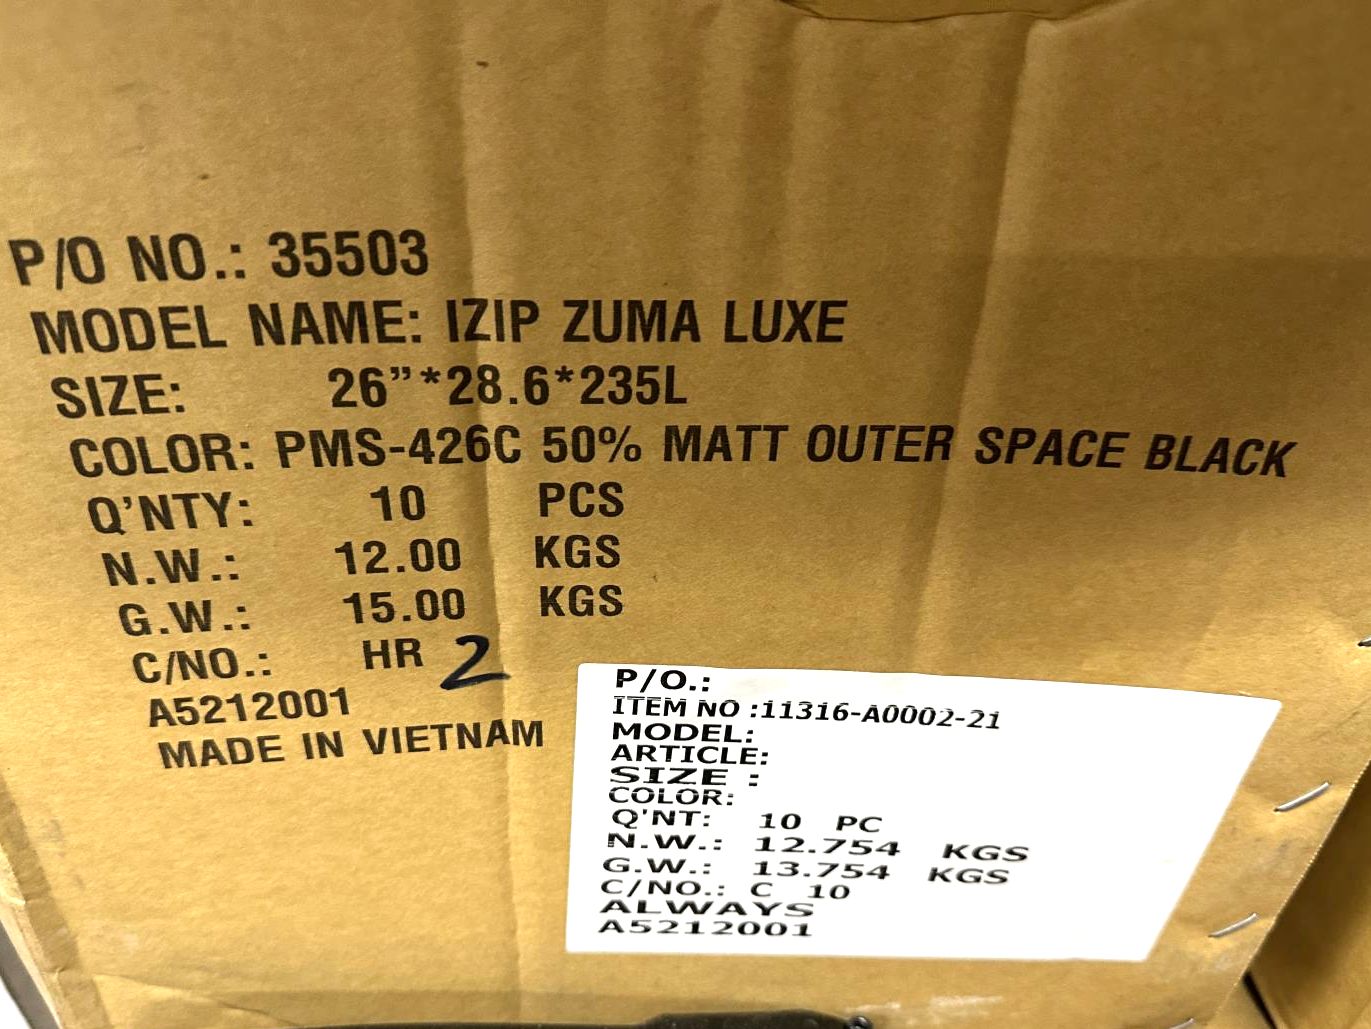 P/O NO.: 35503
MODEL NAME: IZIP ZUMA LUXE
SIZE: 26”*28.6*235L
COLOR: PMS-426C 50% MATT OUTER SPACE BLACK
Q’NTY: 10 PCS
N.W.: 12.00 KGS
G.W.: 15.00 KGS
C/NO.: HR 2
A5212001
MADE IN VIETNAM
P/O.:
ITEM NO :11316-A0002-21
MODEL:
ARTICLE:
SIZE :
COLOR:
Q'NT: 10 PC
N.W.: 12.754 KGS
G.W.: 13.754 KGS
C/NO.: C 10
ALWAYS
A5212001